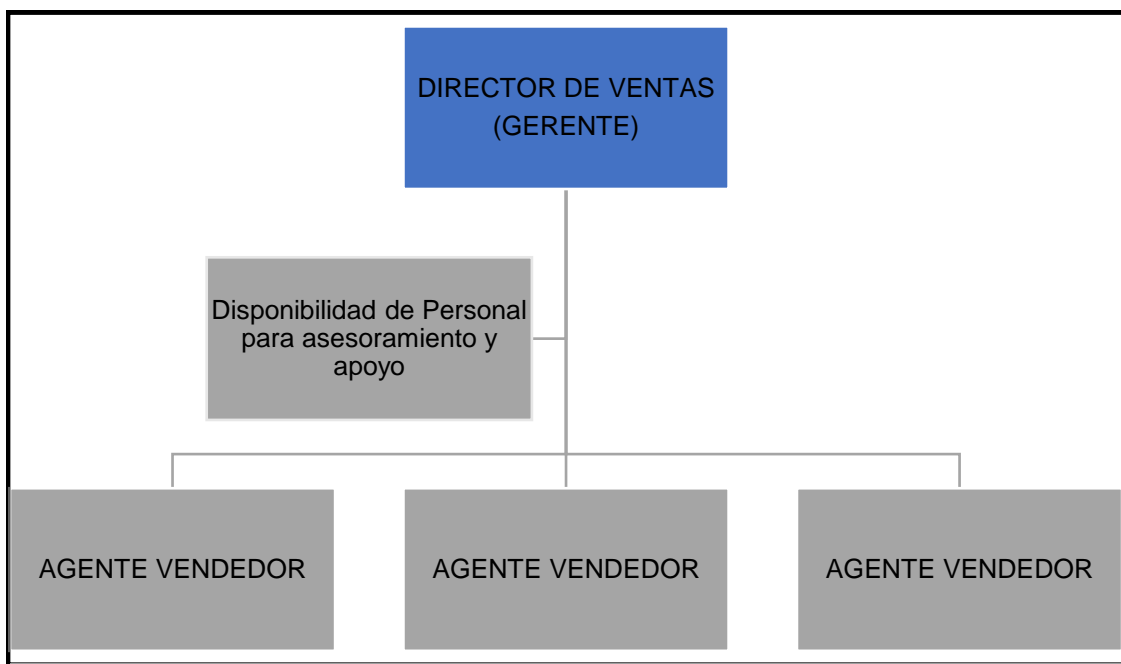 DIRECTOR DE VENTAS
(GERENTE)
Disponibilidad de Personal
para asesoramiento y
apoyo
AGENTE VENDEDOR
AGENTE VENDEDOR
AGENTE VENDEDOR